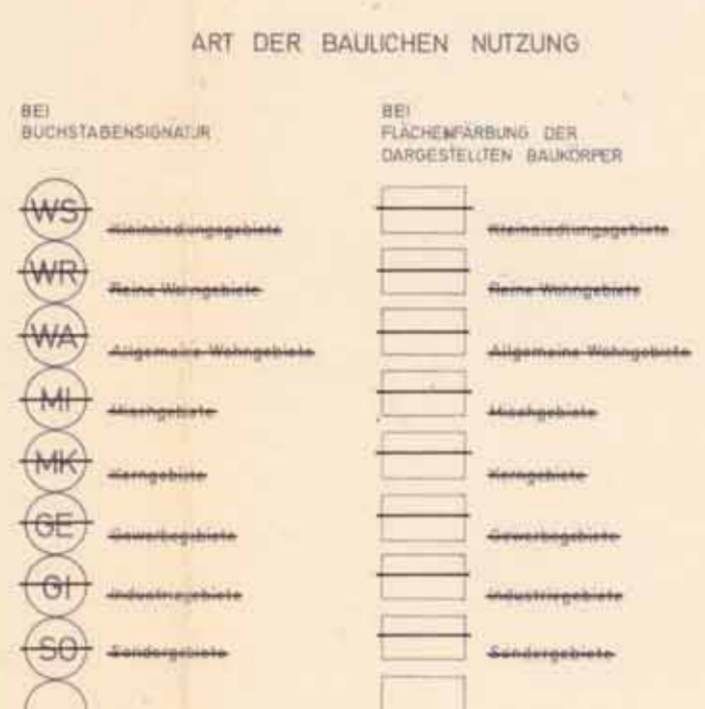 ART DER BAULICHEN NUTZUNG
BEI
BUCHSTABENSIGNATUR
BEI
FLÄCHENFÄRBUNG DER
DARGESTELLTEN BAUKÖRPER
WS Kleinsiedlungsgebiete Kleinsiedlungsgebiete
WR Reine Wohngebiete Reine Wohngebiete
WA Allgemeine Wohngebiete Allgemeine Wohngebiete
MI Mischgebiete Mischgebiete
MK Kerngebiete Kerngebiete
GE Gewerbegebiete Gewerbegebiete
GI Industriegebiete Industriegebiete
SO Sondergebiete Sondergebiete